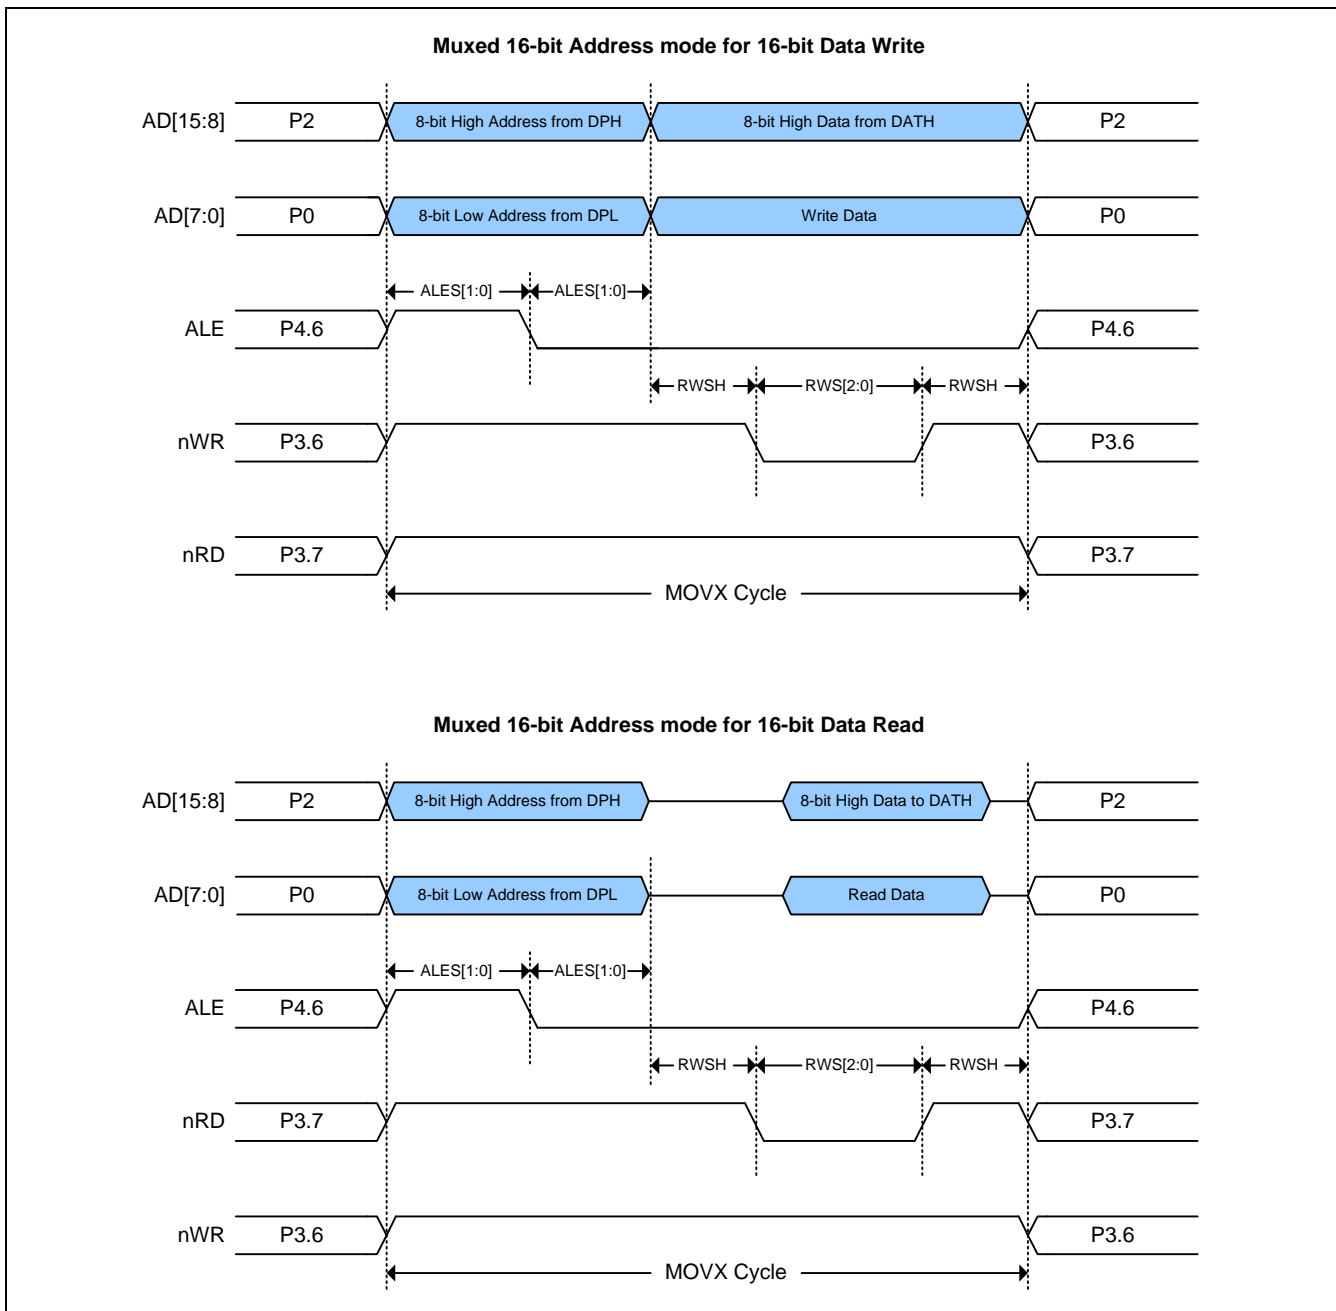 Muxed 16-bit Address mode for 16-bit Data Write
AD[15:8] P2 8-bit High Address from DPH 8-bit High Data from DATH P2
AD[7:0] P0 8-bit Low Address from DPL Write Data P0
ALES[1:0] ALES[1:0]
ALE P4.6 P4.6
RWSH RWS[2:0] RWSH
nWR P3.6 P3.6
nRD P3.7 P3.7
MOVX Cycle
Muxed 16-bit Address mode for 16-bit Data Read
AD[15:8] P2 8-bit High Address from DPH 8-bit High Data to DATH P2
AD[7:0] P0 8-bit Low Address from DPL Read Data P0
ALES[1:0] ALES[1:0]
ALE P4.6 P4.6
RWSH RWS[2:0] RWSH
nRD P3.7 P3.7
nWR P3.6 P3.6
MOVX Cycle